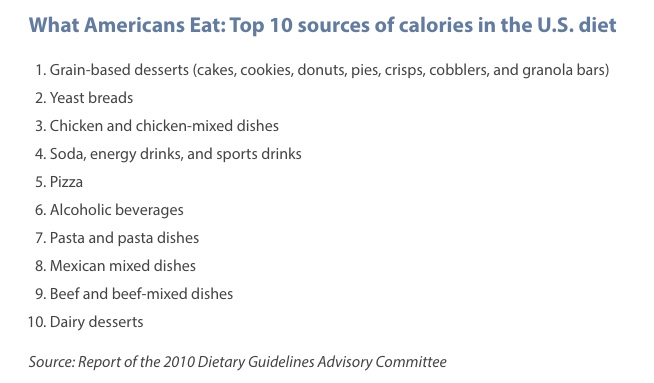 What Americans Eat: Top 10 sources of calories in the U.S. diet
1. Grain-based desserts (cakes, cookies, donuts, pies, crisps, cobblers, and granola bars)
2. Yeast breads
3. Chicken and chicken-mixed dishes
4. Soda, energy drinks, and sports drinks
5. Pizza
6. Alcoholic beverages
7. Pasta and pasta dishes
8. Mexican mixed dishes
9. Beef and beef-mixed dishes
10. Dairy desserts
Source: Report of the 2010 Dietary Guidelines Advisory Committee